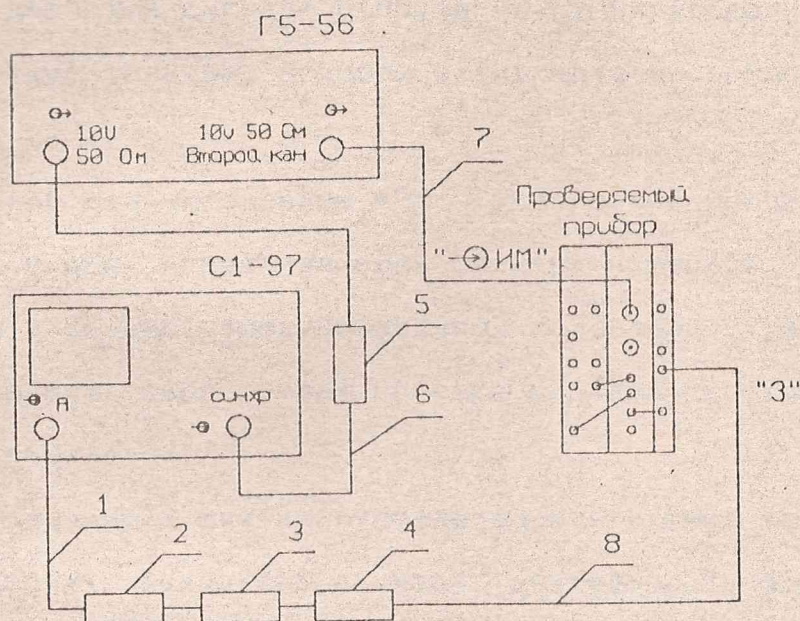 Г5-56
10V
50 Ом
10V 50 Ом
Второй кан
7
Проверяемый
прибор
"ИМ"
С1-97
5
А
синхр
6
"3"
1
2
3
4
8